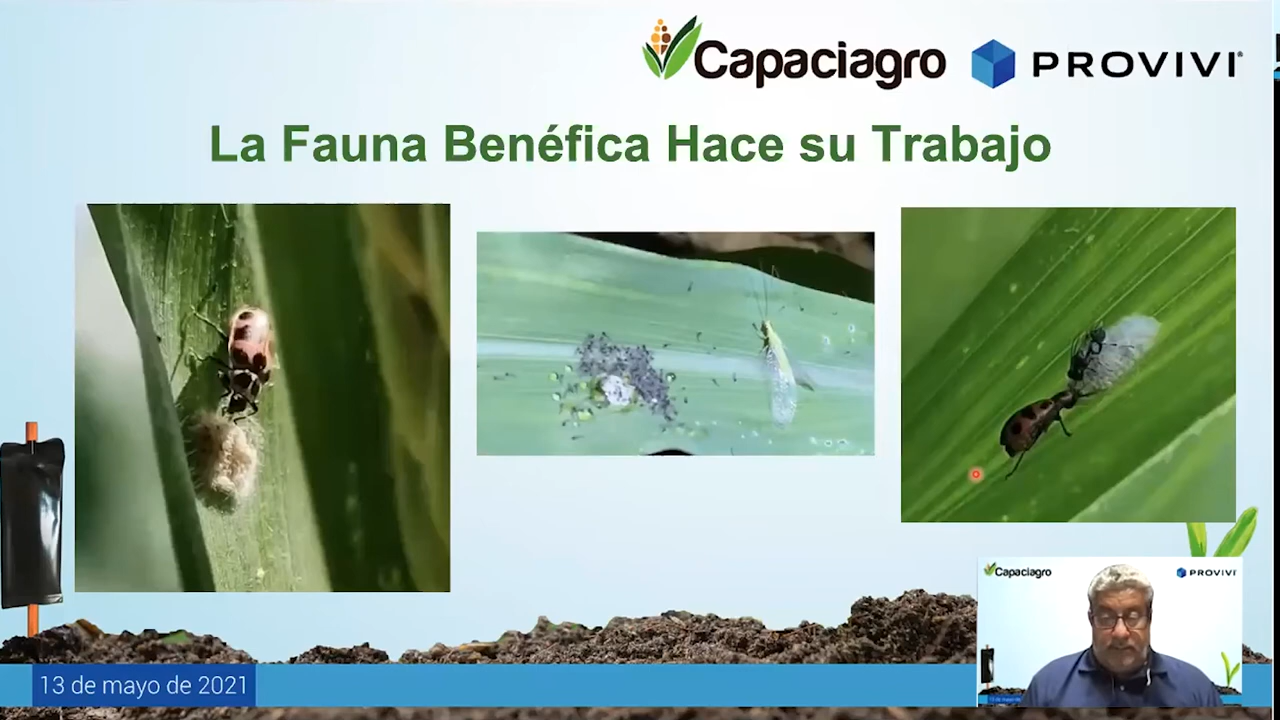 Capaciagro PROVIVI®
La Fauna Benéfica Hace su Trabajo
Capaciagro PROVIVI
13 de mayo de 2021